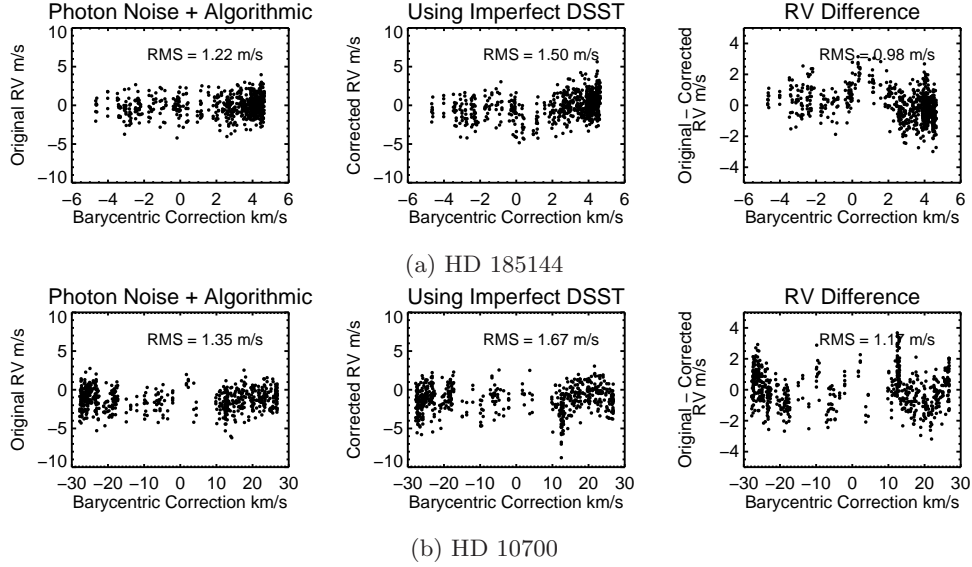 Photon Noise + Algorithmic
Using Imperfect DSST
RV Difference
Original RV m/s
10
5
0
−5
−10
RMS = 1.22 m/s
−6 −4 −2 0 2 4 6
Barycentric Correction km/s
Corrected RV m/s
10
5
0
−5
−10
RMS = 1.50 m/s
−6 −4 −2 0 2 4 6
Barycentric Correction km/s
Original − Corrected
RV m/s
4
2
0
−2
−4
RMS = 0.98 m/s
−6 −4 −2 0 2 4 6
Barycentric Correction km/s
(a) HD 185144
Photon Noise + Algorithmic
Using Imperfect DSST
RV Difference
Original RV m/s
10
5
0
−5
−10
RMS = 1.35 m/s
−30 −20 −10 0 10 20 30
Barycentric Correction km/s
Corrected RV m/s
10
5
0
−5
−10
RMS = 1.67 m/s
−30 −20 −10 0 10 20 30
Barycentric Correction km/s
Original − Corrected
RV m/s
4
2
0
−2
−4
RMS = 1.17 m/s
−30 −20 −10 0 10 20 30
Barycentric Correction km/s
(b) HD 10700